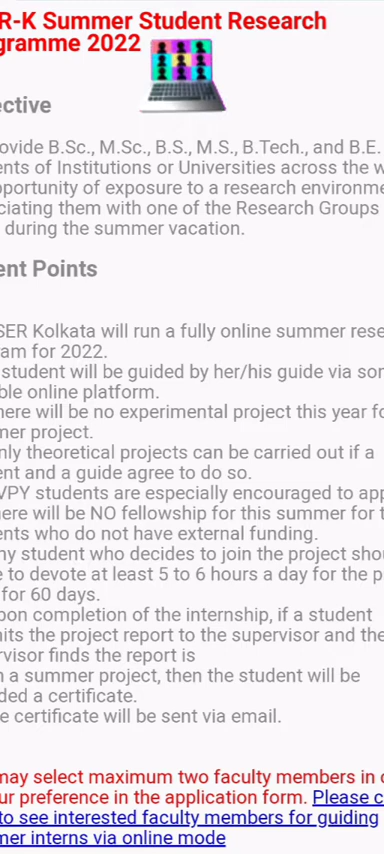 R-K Summer Student Research
gramme 2022
ective
ovide B.Sc., M.Sc., B.S., M.S., B.Tech., and B.E.
ents of Institutions or Universities across the w
pportunity of exposure to a research environme
ciating them with one of the Research Groups
during the summer vacation.
ent Points
SER Kolkata will run a fully online summer rese
ram for 2022.
student will be guided by her/his guide via som
ble online platform.
here will be no experimental project this year fo
mer project.
nly theoretical projects can be carried out if a
ent and a guide agree to do so.
VPY students are especially encouraged to app
here will be NO fellowship for this summer for t
ents who do not have external funding.
ny student who decides to join the project shou
e to devote at least 5 to 6 hours a day for the p
for 60 days.
pon completion of the internship, if a student
nits the project report to the supervisor and the
rvisor finds the report is
n a summer project, then the student will be
ded a certificate.
e certificate will be sent via email.
may select maximum two faculty members in o
ur preference in the application form. Please c
to see interested faculty members for guiding
mer interns via online mode